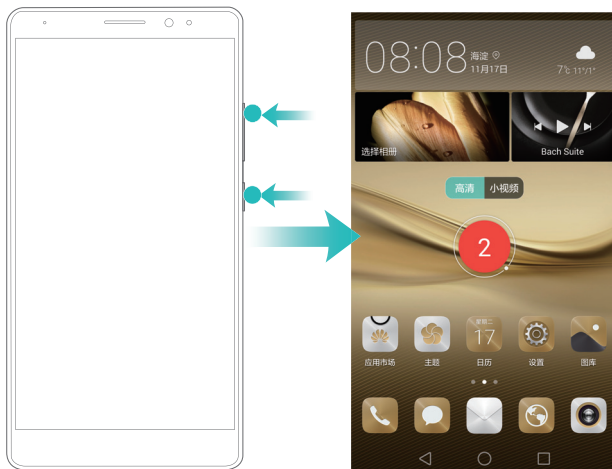 08:08
海淀
11月17日
7℃ 11°/1°
选择相册
Bach Suite
高清 小视频
2
星期二
17
应用市场 主题 日历 设置 图库